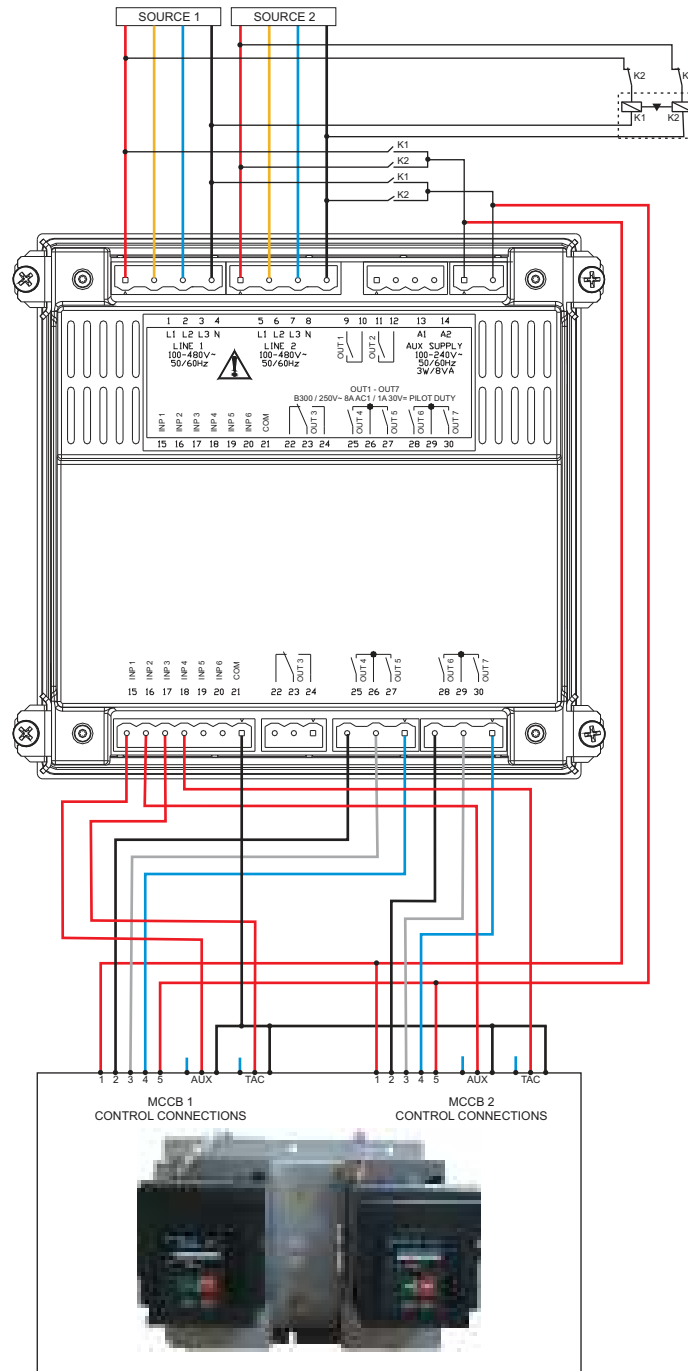 SOURCE 1 SOURCE 2
K2 K
K1 K2
K1
K2
K1
K2
1 2 3 4 5 6 7 8 9 10 11 12 13 14
L1 L2 L3 N L1 L2 L3 N OUT 1 OUT 2 A1 A2
LINE 1 LINE 2 AUX SUPPLY
100-480V~ 100-480V~ 100-240V~
50/60Hz 50/60Hz 50/60Hz
3W/8VA
OUT1 - OUT7
B300 / 250V~ 8A AC1 / 1A 30V= PILOT DUTY
INP 1 INP 2 INP 3 INP 4 INP 5 INP 6 COM OUT 3 OUT 4 OUT 5 OUT 6 OUT 7
15 16 17 18 19 20 21 22 23 24 25 26 27 28 29 30
INP 1 INP 2 INP 3 INP 4 INP 5 INP 6 COM OUT 3 OUT 4 OUT 5 OUT 6 OUT 7
15 16 17 18 19 20 21 22 23 24 25 26 27 28 29 30
1 2 3 4 5 AUX TAC 1 2 3 4 5 AUX TAC
MCCB 1 MCCB 2
CONTROL CONNECTIONS CONTROL CONNECTIONS